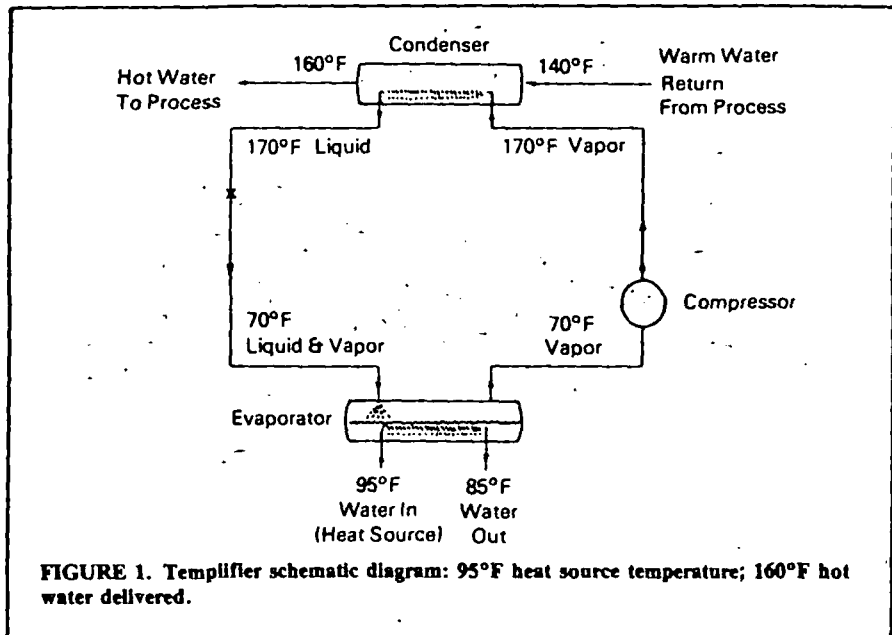 Condenser
160°F
140°F
Hot Water
To Process
Warm Water
Return
From Process
170°F Liquid
170°F Vapor
Compressor
70°F
Liquid & Vapor
70°F
Vapor
Evaporator
95°F
Water In
(Heat Source)
85°F
Water
Out
FIGURE 1. Templifier schematic diagram: 95°F heat source temperature; 160°F hot
water delivered.